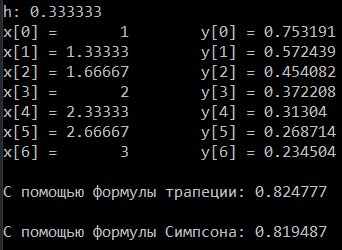 h: 0.333333
x[0] =        1        y[0] = 0.753191
x[1] = 1.33333        y[1] = 0.572439
x[2] = 1.66667        y[2] = 0.454082
x[3] =        2        y[3] = 0.372208
x[4] = 2.33333        y[4] = 0.31304
x[5] = 2.66667        y[5] = 0.268714
x[6] =        3        y[6] = 0.234504
С помощью формулы трапеции: 0.824777
С помощью формулы Симпсона: 0.819487